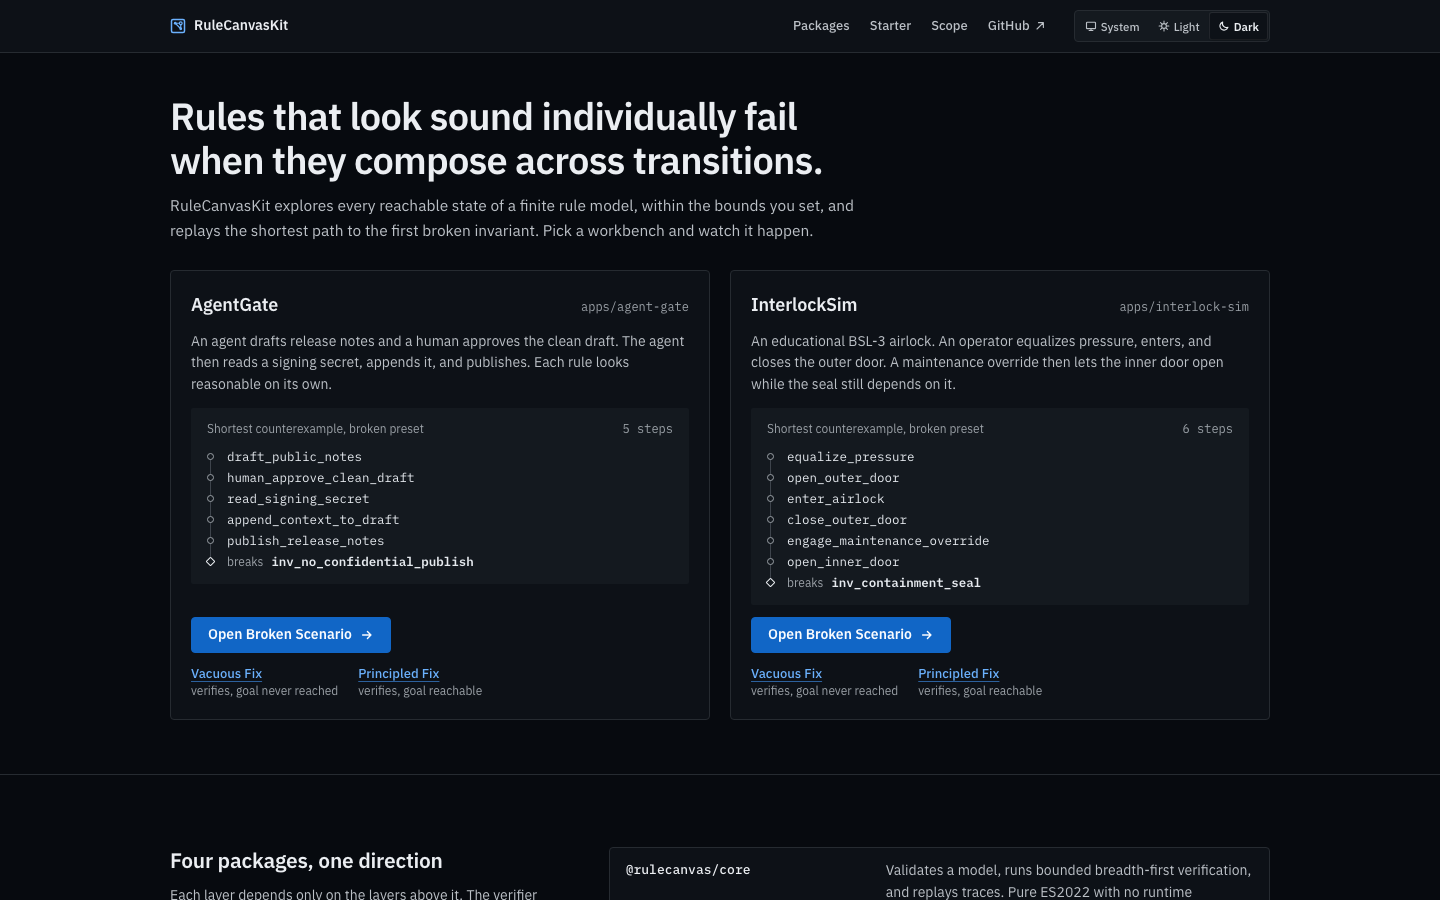 RuleCanvasKit
Packages Starter Scope GitHub ↗ System Light Dark
Rules that look sound individually fail
when they compose across transitions.
RuleCanvasKit explores every reachable state of a finite rule model, within the bounds you set, and
replays the shortest path to the first broken invariant. Pick a workbench and watch it happen.
AgentGate
apps/agent-gate
An agent drafts release notes and a human approves the clean draft. The agent
then reads a signing secret, appends it, and publishes. Each rule looks
reasonable on its own.
Shortest counterexample, broken preset
5 steps
draft_public_notes
human_approve_clean_draft
read_signing_secret
append_context_to_draft
publish_release_notes
breaks inv_no_confidential_publish
Open Broken Scenario →
Vacuous Fix
verifies, goal never reached
Principled Fix
verifies, goal reachable
InterlockSim
apps/interlock-sim
An educational BSL-3 airlock. An operator equalizes pressure, enters, and
closes the outer door. A maintenance override then lets the inner door open
while the seal still depends on it.
Shortest counterexample, broken preset
6 steps
equalize_pressure
open_outer_door
enter_airlock
close_outer_door
engage_maintenance_override
open_inner_door
breaks inv_containment_seal
Open Broken Scenario →
Vacuous Fix
verifies, goal never reached
Principled Fix
verifies, goal reachable
Four packages, one direction
Each layer depends only on the layers above it. The verifier
@rulecanvas/core
Validates a model, runs bounded breadth-first verification,
and replays traces. Pure ES2022 with no runtime